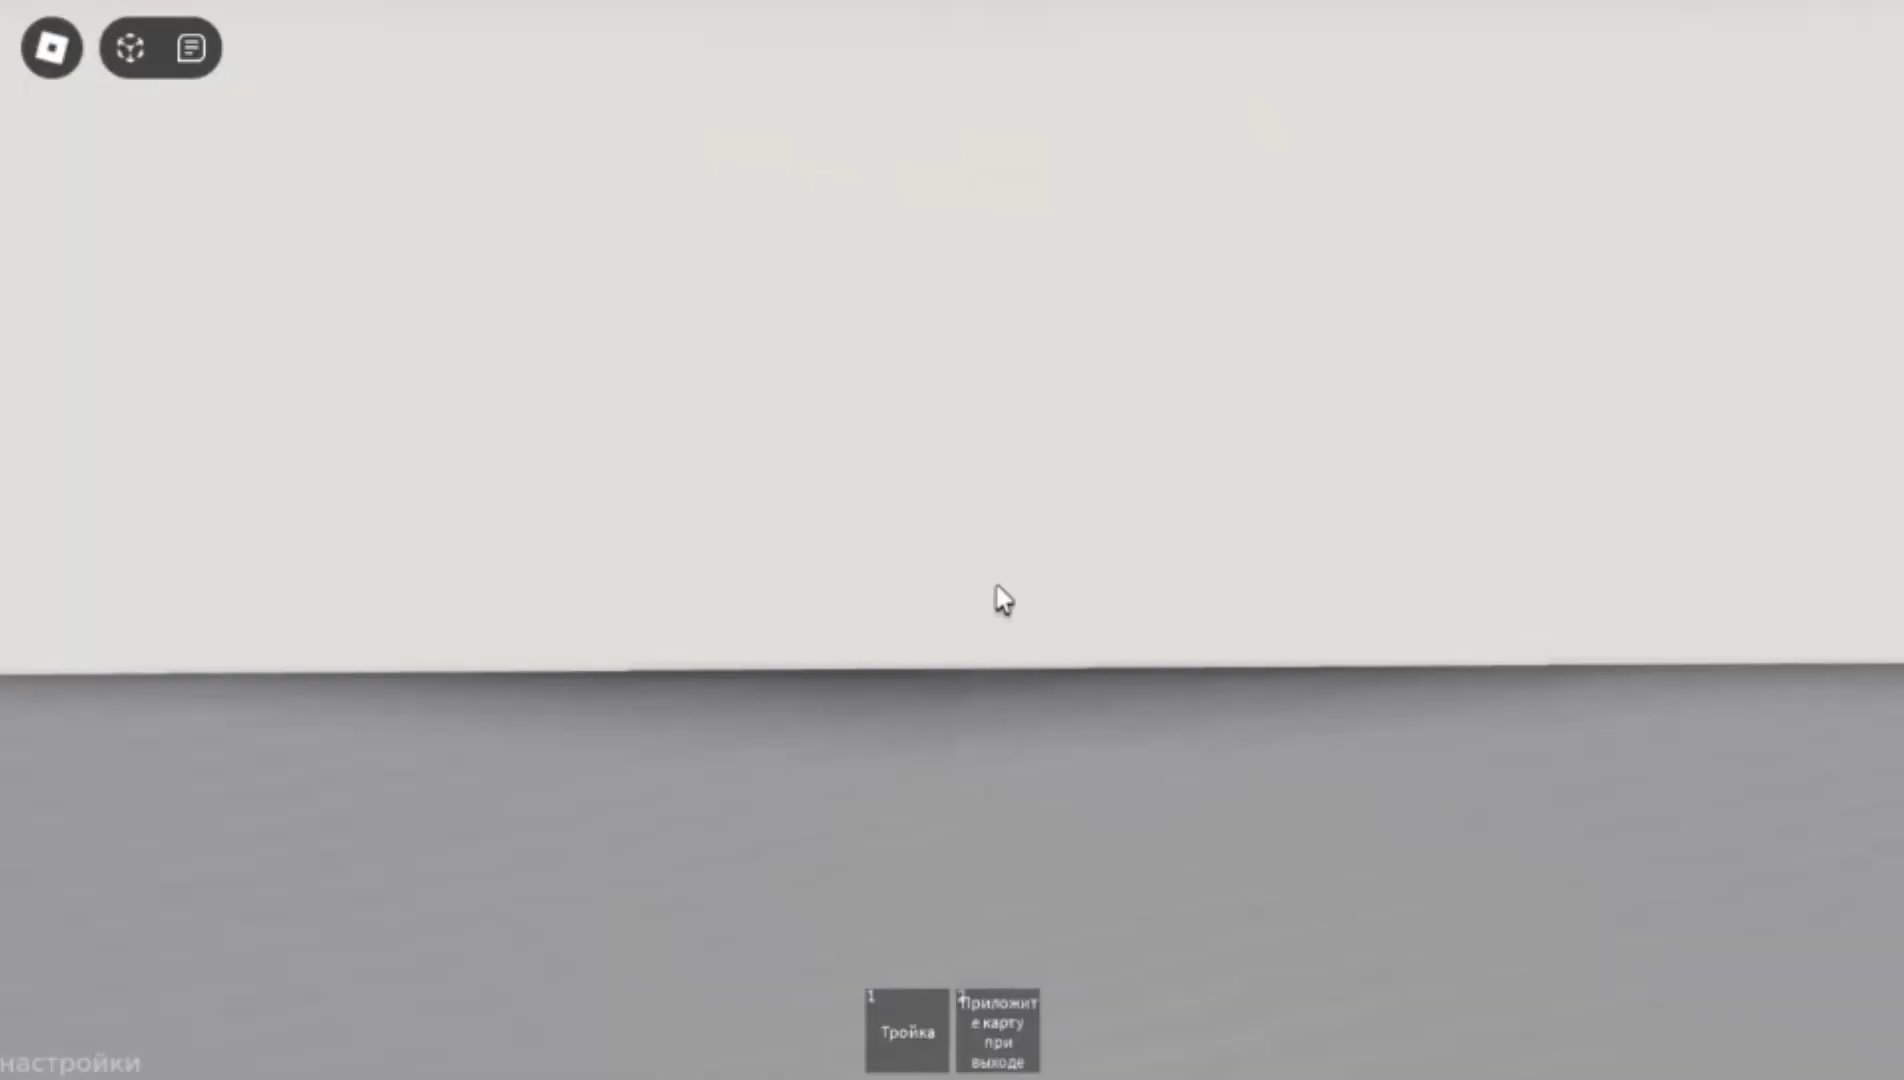 1
Тройка
2
Приложит
е карту
при
выходе
настройки